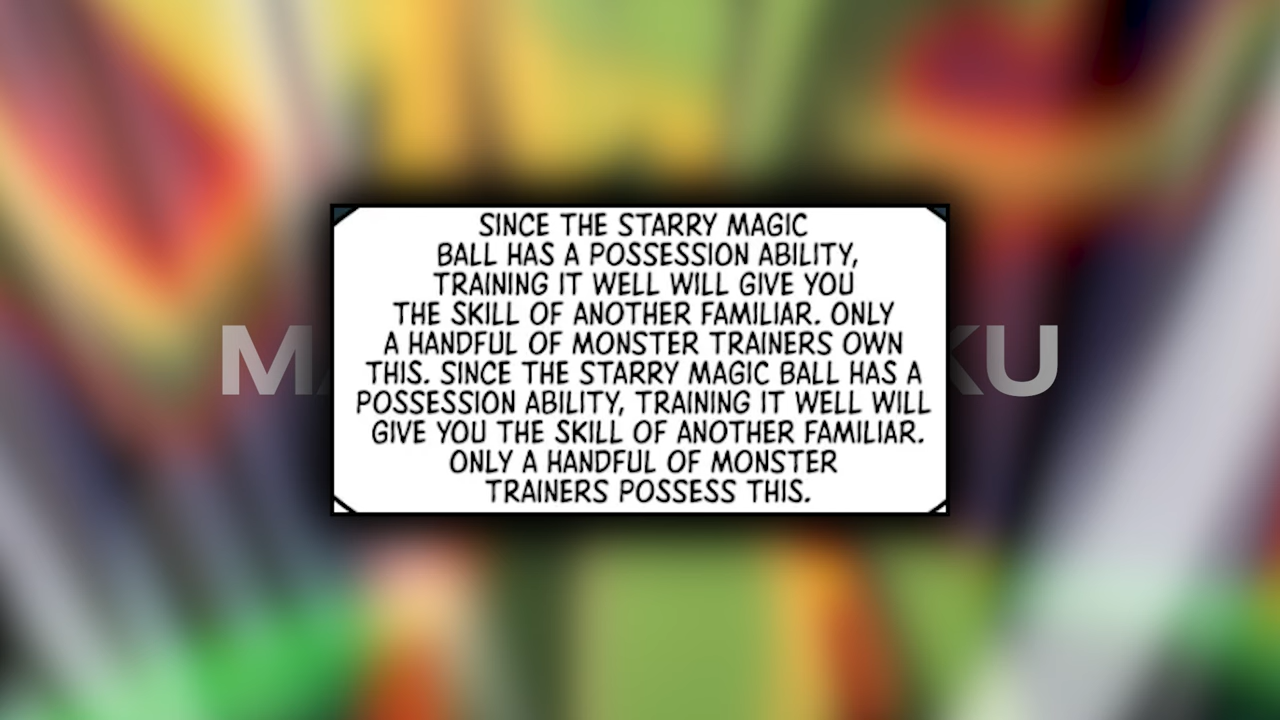 SINCE THE STARRY MAGIC
BALL HAS A POSSESSION ABILITY,
TRAINING IT WELL WILL GIVE YOU
THE SKILL OF ANOTHER FAMILIAR. ONLY
A HANDFUL OF MONSTER TRAINERS OWN
THIS. SINCE THE STARRY MAGIC BALL HAS A
POSSESSION ABILITY, TRAINING IT WELL WILL
GIVE YOU THE SKILL OF ANOTHER FAMILIAR.
ONLY A HANDFUL OF MONSTER
TRAINERS POSSESS THIS.